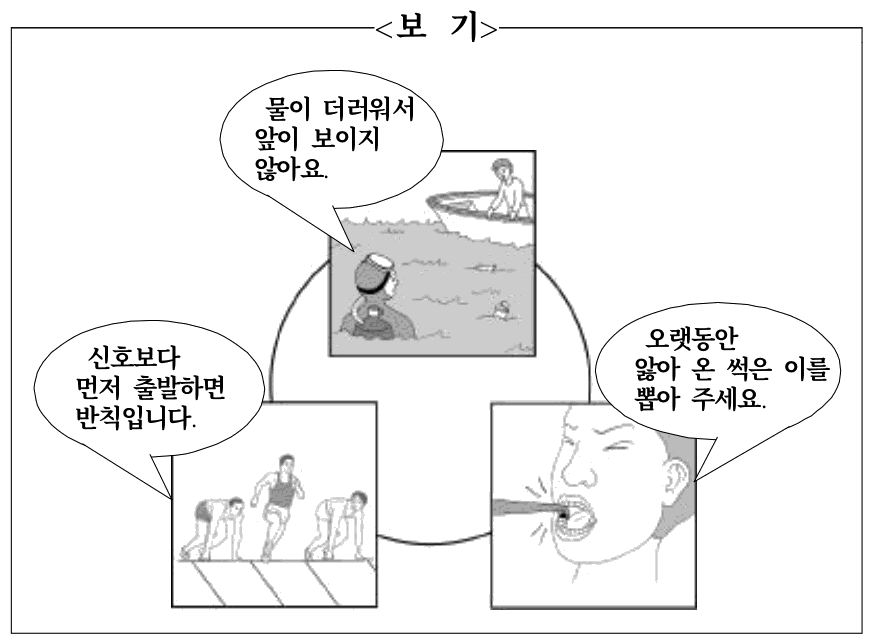 <보 기>
물이 더러워서
앞이 보이지
않아요.
신호보다
먼저 출발하면
반칙입니다.
오랫동안
앓아 온 썩은 이를
뽑아 주세요.